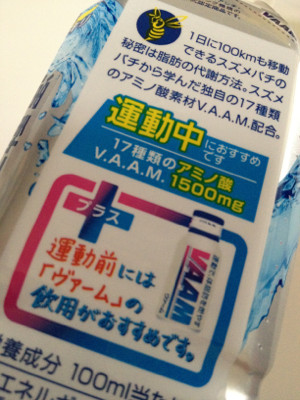 VAAM
1日に100kmも移動
できるスズメバチの
秘密は脂肪の代謝方法。スズメ
バチから学んだ独自の17種類
のアミノ酸素材V.A.A.M.配合。
運動中におすすめです
17種類のアミノ酸
V.A.A.M. 1500mg
プラス
運動前には
「ヴァーム」の
飲用がおすすめです。
VAAM
養成分 100ml当た
エネルギ